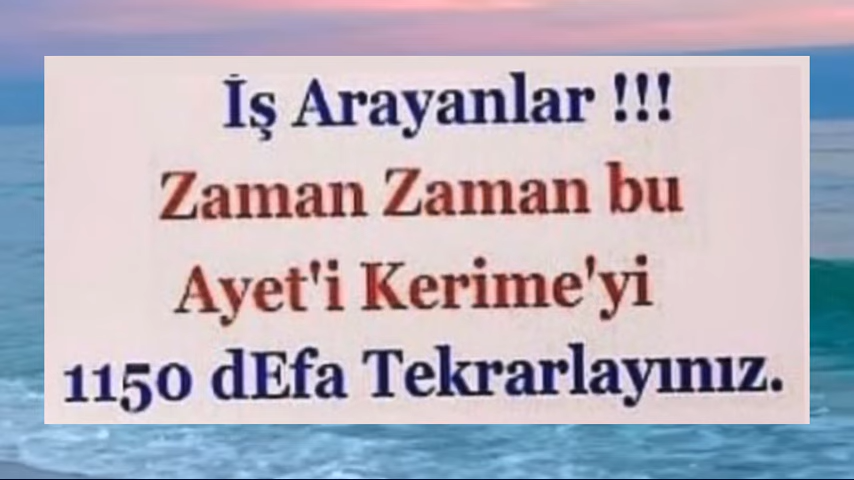 İş Arayanlar !!!
Zaman Zaman bu
Ayet'i Kerime'yi
1150 dEfa Tekrarlayınız.